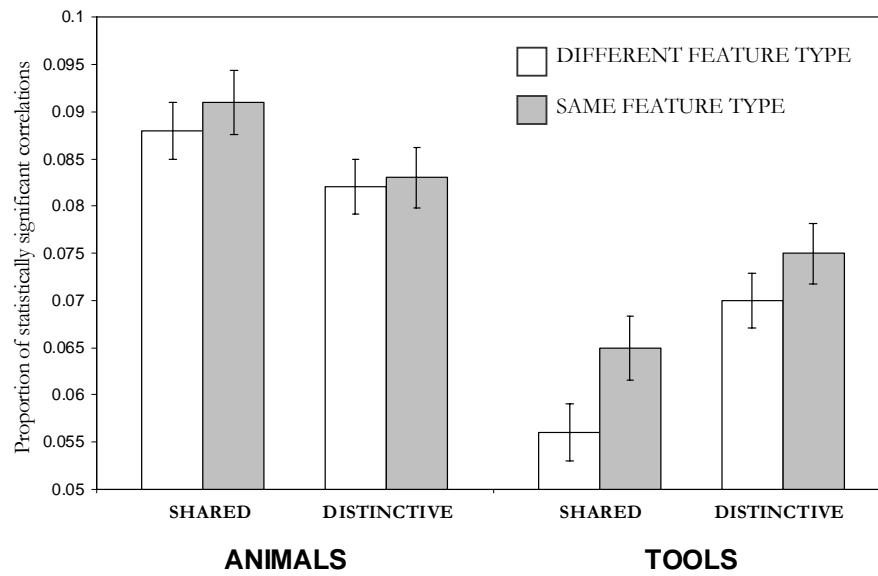 0.1
0.095
0.09
0.085
0.08
0.075
0.07
0.065
0.06
0.055
0.05
Proportion of statistically significant correlations
DIFFERENT FEATURE TYPE
SAME FEATURE TYPE
SHARED DISTINCTIVE SHARED DISTINCTIVE
ANIMALS TOOLS